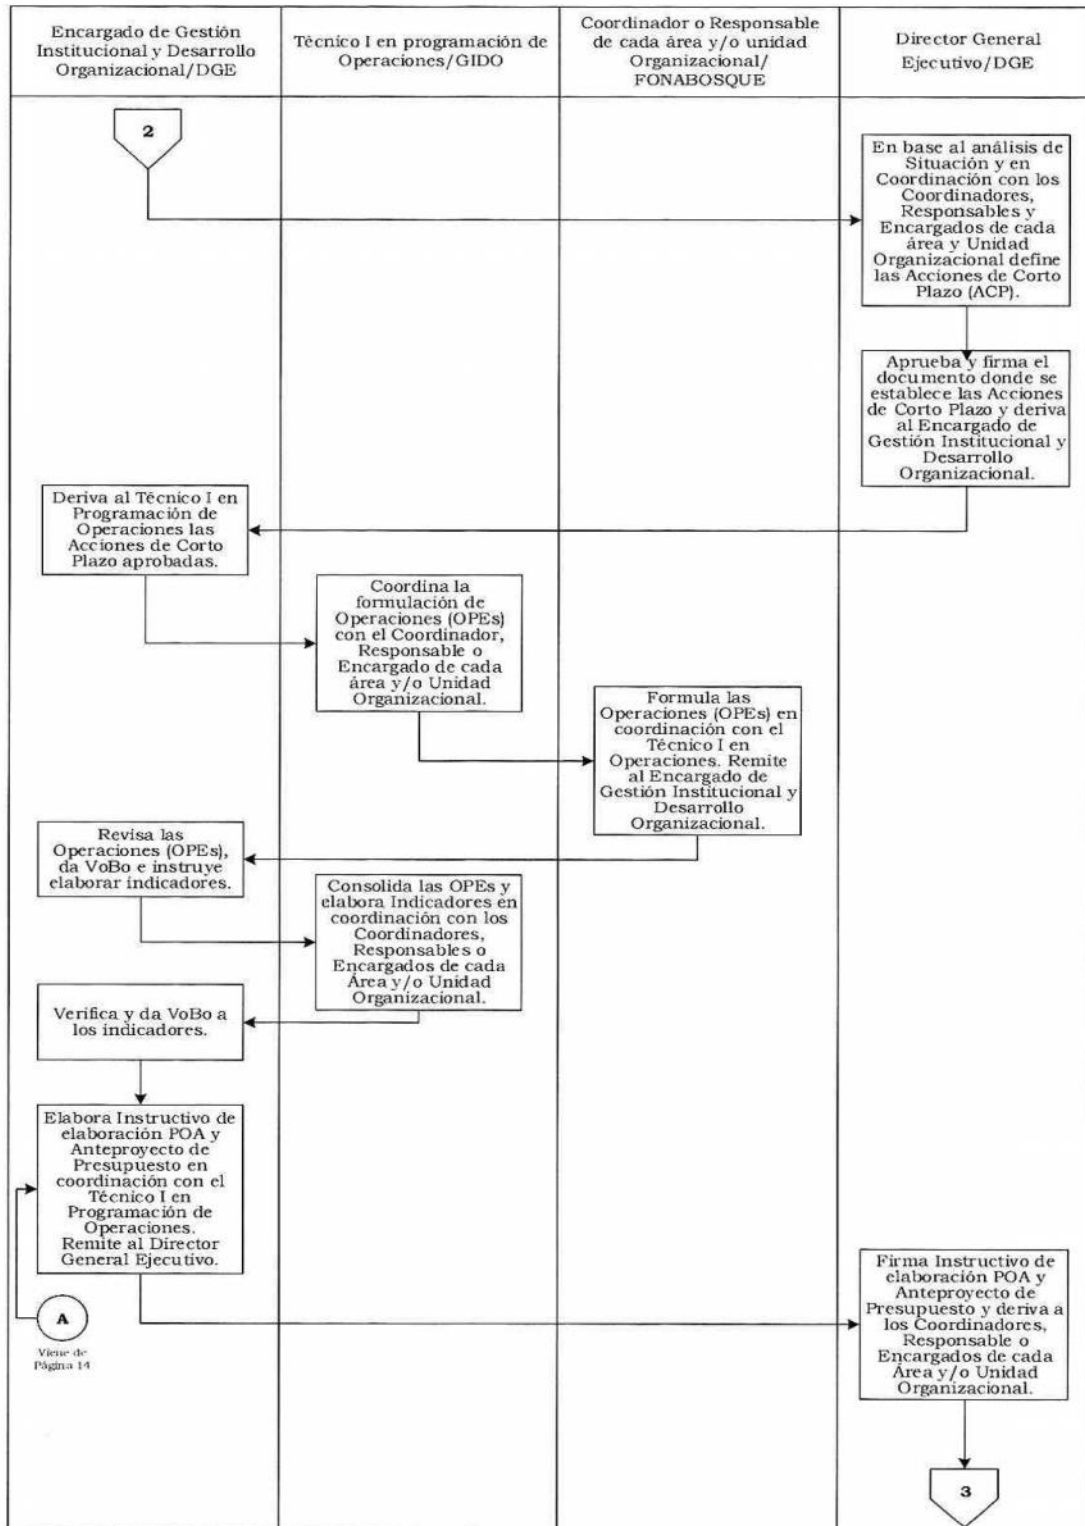 Encargado de Gestión
Institucional y Desarrollo
Organizacional/DGE
Técnico I en programación de
Operaciones/GIDO
Coordinador o Responsable
de cada área y/o unidad
Organizacional/
FONABOSQUE
Director General
Ejecutivo/DGE
2
En base al análisis de
Situación y en
Coordinación con los
Coordinadores,
Responsables y
Encargados de cada
área y Unidad
Organizacional define
las Acciones de Corto
Plazo (ACP).
Aprueba y firma el
documento donde se
establece las Acciones
de Corto Plazo y deriva
al Encargado de
Gestión Institucional y
Desarrollo
Organizacional.
Deriva al Técnico I en
Programación de
Operaciones las
Acciones de Corto
Plazo aprobadas.
Coordina la
formulación de
Operaciones (OPEs)
con el Coordinador,
Responsable o
Encargado de cada
área y/o Unidad
Organizacional.
Formula las
Operaciones (OPEs) en
coordinación con el
Técnico I en
Operaciones. Remite
al Encargado de
Gestión Institucional y
Desarrollo
Organizacional.
Revisa las
Operaciones (OPEs),
da VoBo e instruye
elaborar indicadores.
Consolida las OPEs y
elabora Indicadores en
coordinación con los
Coordinadores,
Responsables o
Encargados de cada
Área y/o Unidad
Organizacional.
Verifica y da VoBo a
los indicadores.
Elabora Instructivo de
elaboración POA y
Anteproyecto de
Presupuesto en
coordinación con el
Técnico I en
Programación de
Operaciones.
Remite al Director
General Ejecutivo.
A
Viene de
Página 14
Firma Instructivo de
elaboración POA y
Anteproyecto de
Presupuesto y deriva a
los Coordinadores,
Responsable o
Encargados de cada
Área y/o Unidad
Organizacional.
3